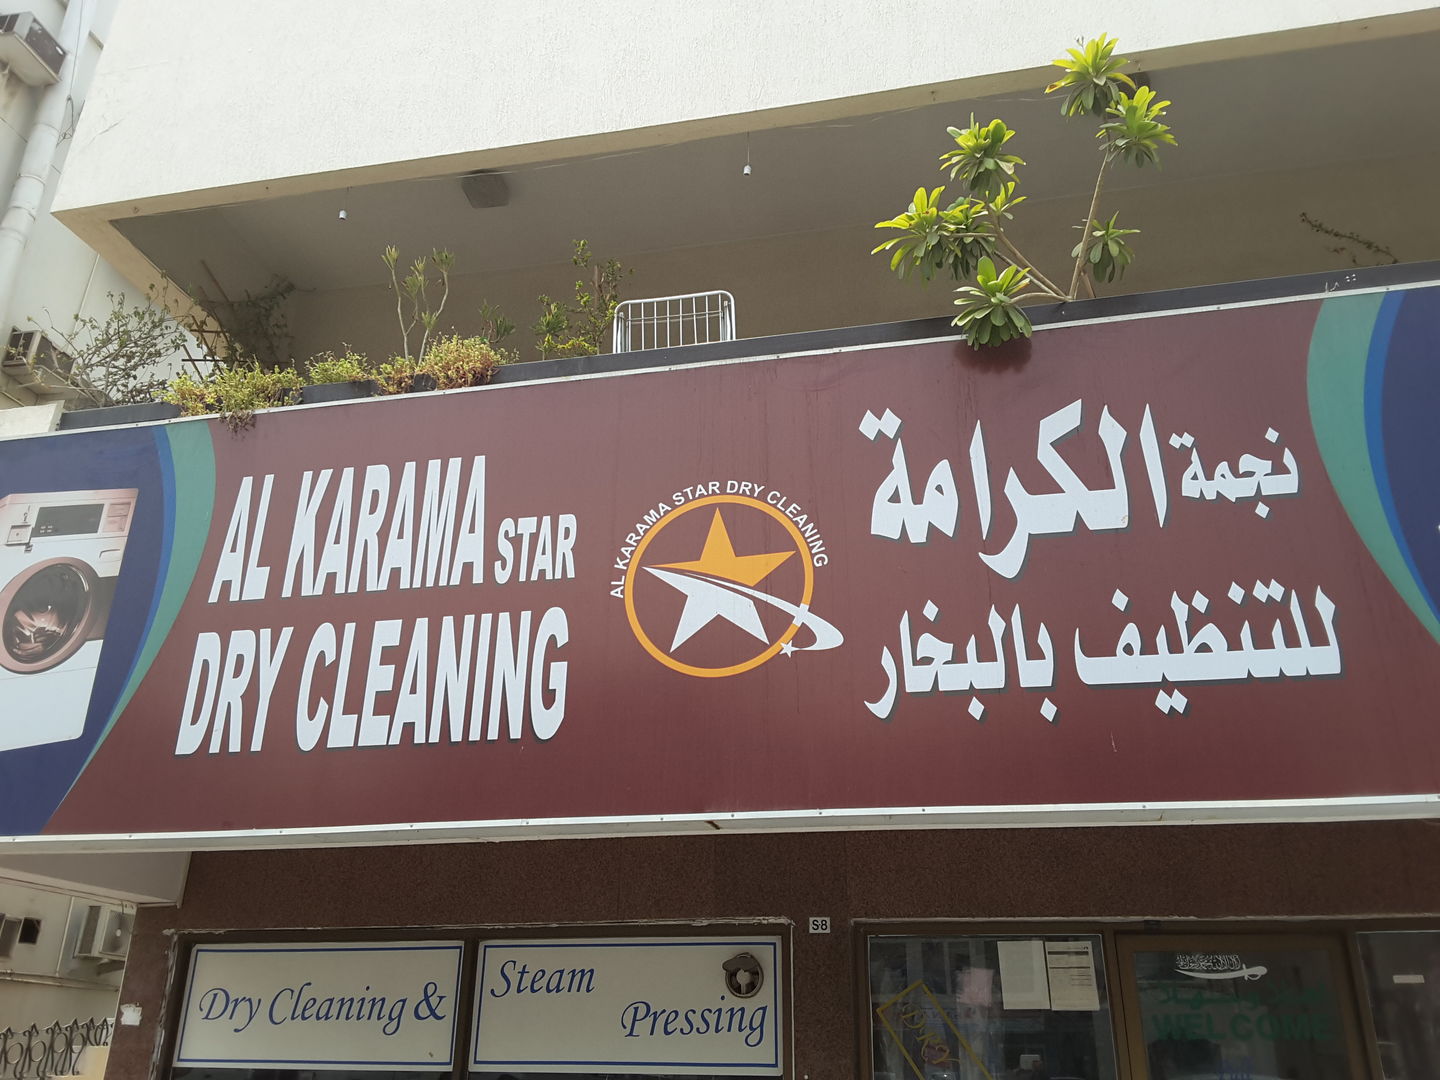 AL KARAMA STAR
DRY CLEANING
AL KARAMA STAR DRY CLEANING
نجمة الكرامة
للتنظيف بالبخار
S8
Dry Cleaning &
Steam
Pressing
WELCOME